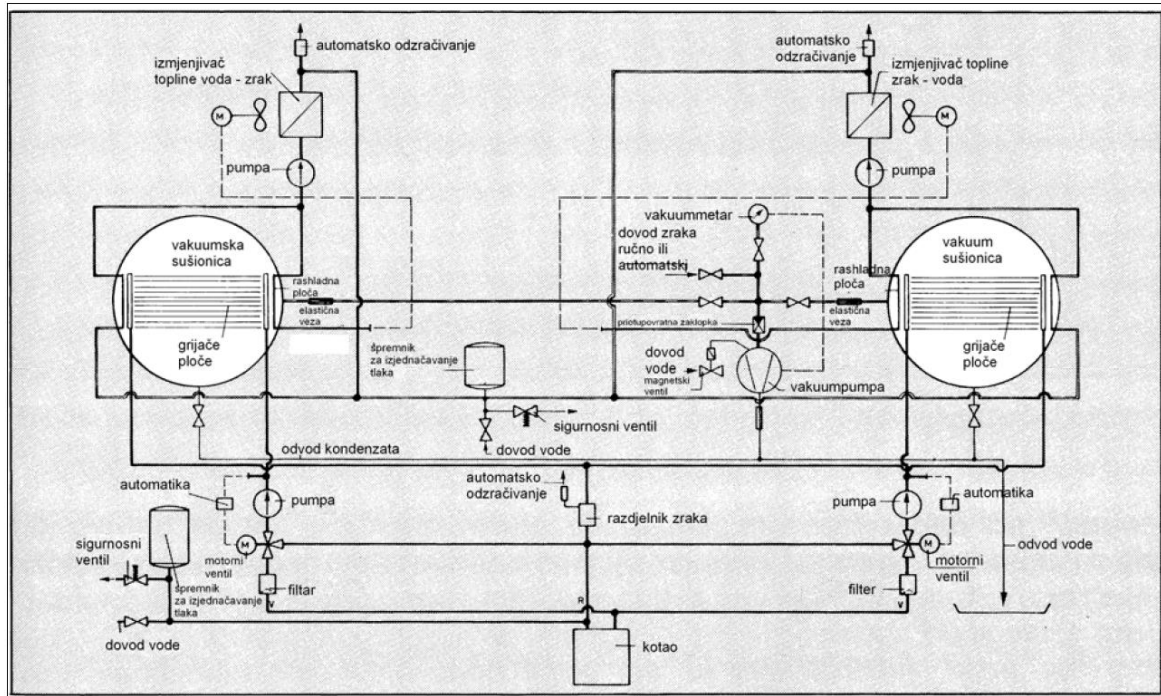 automatsko odzračivanje
izmjenjivač
topline voda - zrak
M
pumpa
automatsko
odzračivanje
izmjenjivač
topline
zrak - voda
M
pumpa
vakuumska
sušionica
rashladna
ploča
elastična
veza
grijače
ploče
vakuummetar
dovod zraka
ručno ili
automatski
rashladna
ploča
elastična
veza
vakuum
sušionica
grijače
ploče
spremnik
za izjednačavanje
tlaka
protupovratna zaklopka
dovod
vode
magnetski
ventil
vakuumpumpa
sigurnosni ventil
dovod vode
odvod kondenzata
automatika
pumpa
automatsko
odzračivanje
razdjelnik zraka
pumpa
automatika
sigurnosni
ventil
M
motorni
ventil
spremnik
za izjednačavanje
tlaka
filtar
V
R
kotao
M
motorni
ventil
filter
V
odvod vode
dovod vode